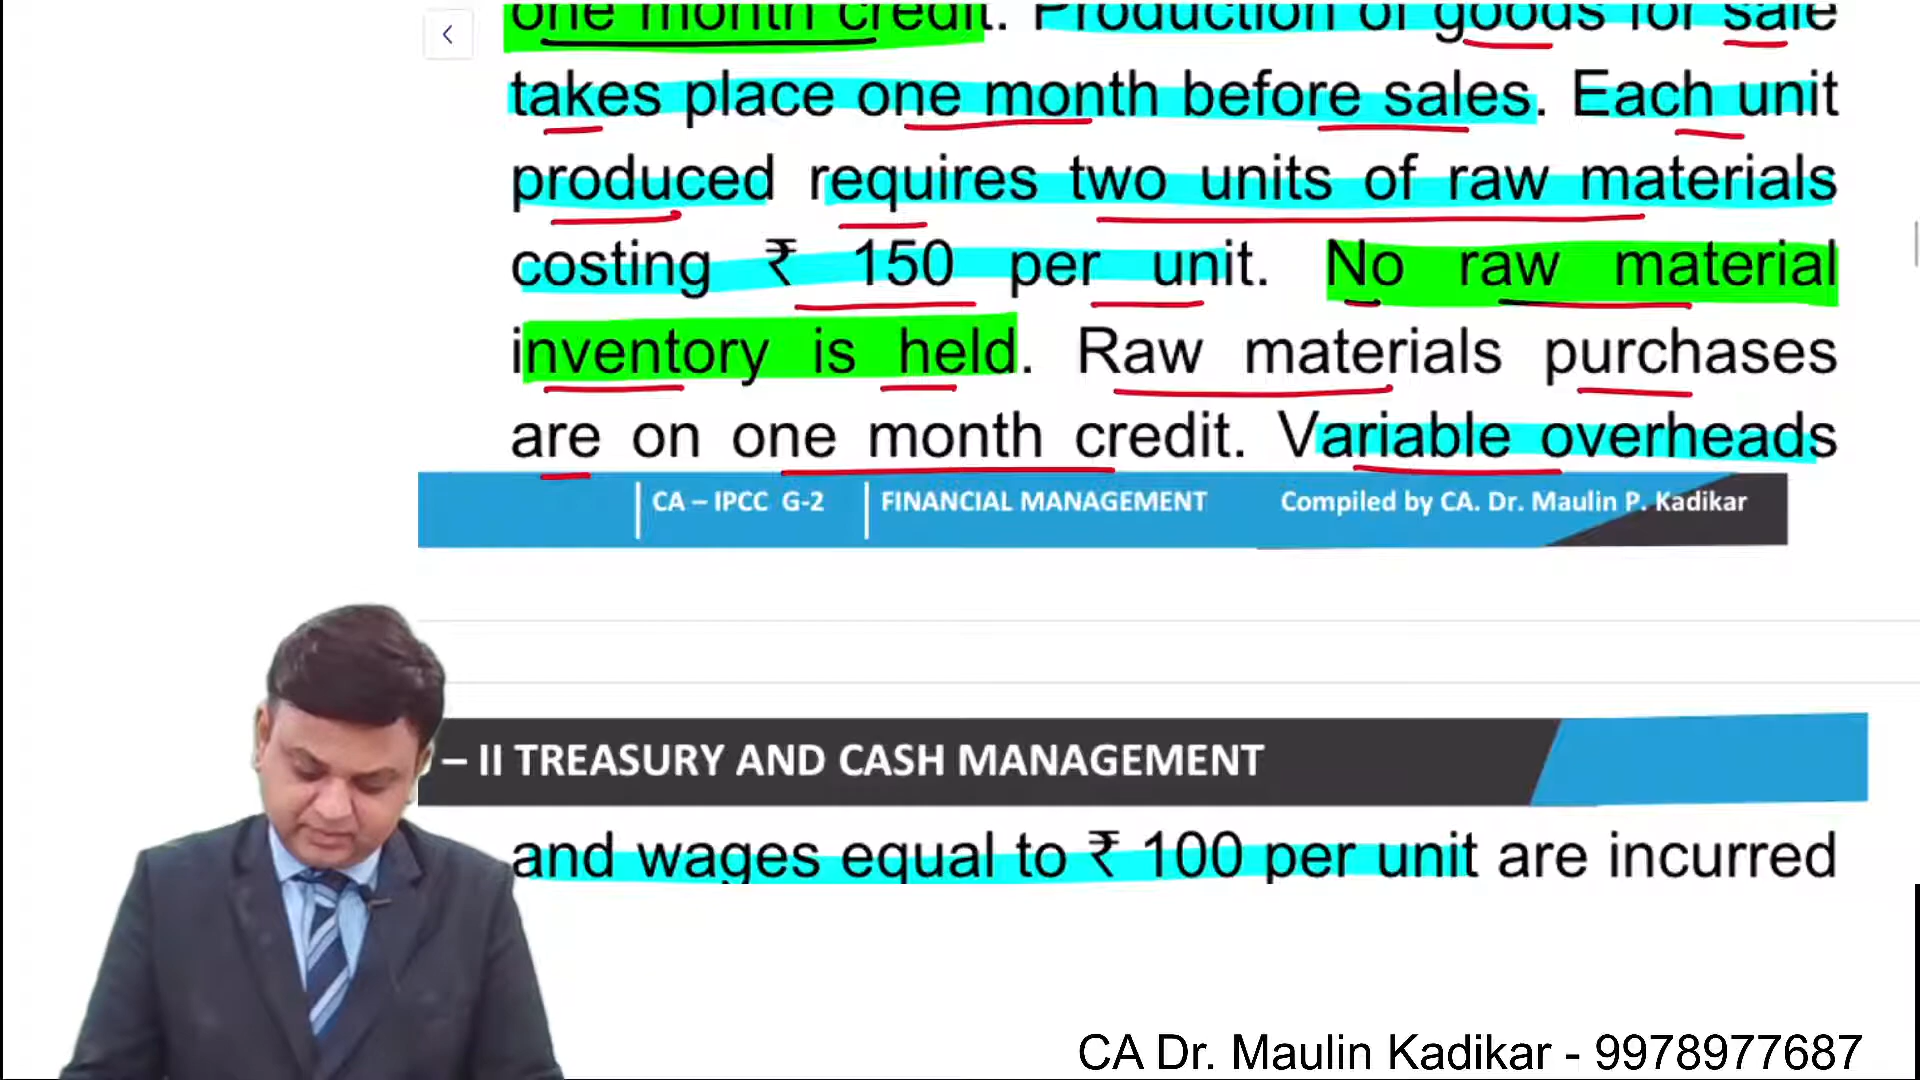 one month credit. Production of goods for sale
takes place one month before sales. Each unit
produced requires two units of raw materials
costing ₹ 150 per unit. No raw material
inventory is held. Raw materials purchases
are on one month credit. Variable overheads
CA – IPCC G-2 FINANCIAL MANAGEMENT Compiled by CA. Dr. Maulin P. Kadikar
– II TREASURY AND CASH MANAGEMENT
and wages equal to ₹ 100 per unit are incurred
CA Dr. Maulin Kadikar - 9978977687